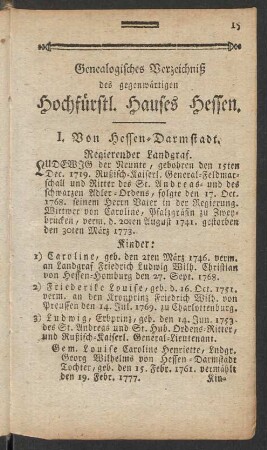 15
Genealogisches Verzeichniß
des gegenwärtigen
Hochfürstl. Hauses Hessen.
I. Von Hessen-Darmstadt.
Regierender Landgraf.
LUDEWIG der Neunte, gebohren den 15ten
Dec. 1719. Rußisch-Kaiserl. General-Feldmar-
schall und Ritter des St. Andreas- und des
schwarzen Adler-Ordens, folgte den 17. Oct.
1768. seinem Herrn Vater in der Regierung.
Wittwer von Caroline, Pfalzgräfin zu Zwey-
brücken, verm. d. 20ten August 1741. gestorben
den 30ten März 1773.
Kinder:
1) Caroline, geb. den 2ten März 1746. verm.
an Landgraf Friedrich Ludwig Wilh. Christian
von Hessen-Homburg den 27. Sept. 1768.
2) Friederike Louise, geb. d. 16. Oct. 1751.
verm. an den Kronprinz Friedrich Wilh. von
Preussen den 14. Jul. 1769. zu Charlottenburg.
3) Ludwig, Erbprinz, geb. den 14. Jun. 1753.
des St. Andreas und St. Hub. Ordens-Ritter,
und Rußisch-Kaiserl. General-Lieutenant.
Gem. Louise Caroline Henriette, Lndgr.
Georg Wilhelms von Hessen-Darmstadt
Tochter, geb. den 15. Febr. 1761. vermählt
den 19. Febr. 1777.
Kin-